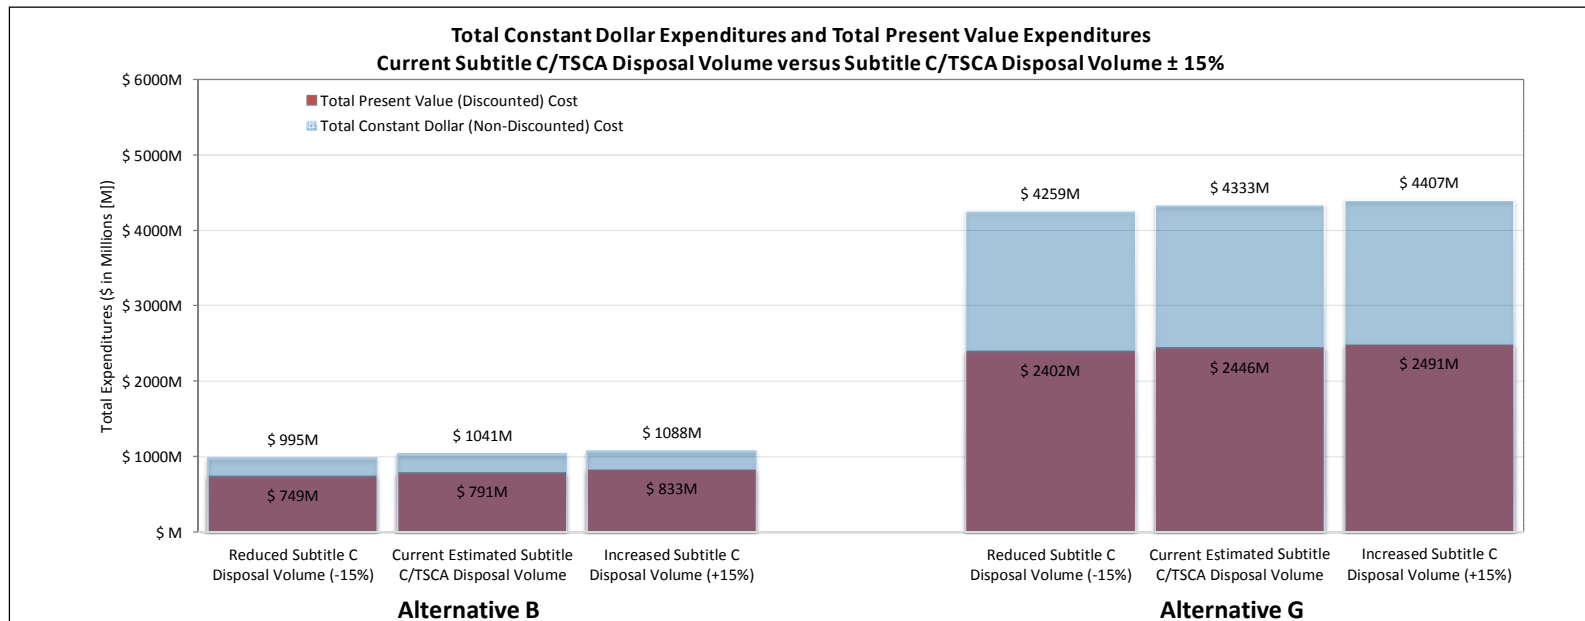 Total Constant Dollar Expenditures and Total Present Value Expenditures
Current Subtitle C/TSCA Disposal Volume versus Subtitle C/TSCA Disposal Volume ± 15%
Total Present Value (Discounted) Cost
Total Constant Dollar (Non-Discounted) Cost
Total Expenditures ($ in Millions [M])
$ 6000M
$ 5000M
$ 4000M
$ 3000M
$ 2000M
$ 1000M
$ M
$ 995M
$ 749M
$ 1041M
$ 791M
$ 1088M
$ 833M
$ 4259M
$ 2402M
$ 4333M
$ 2446M
$ 4407M
$ 2491M
Reduced Subtitle C
Disposal Volume (-15%)
Current Estimated Subtitle
C/TSCA Disposal Volume
Increased Subtitle C
Disposal Volume (+15%)
Reduced Subtitle C
Disposal Volume (-15%)
Current Estimated Subtitle
C/TSCA Disposal Volume
Increased Subtitle C
Disposal Volume (+15%)
Alternative B
Alternative G